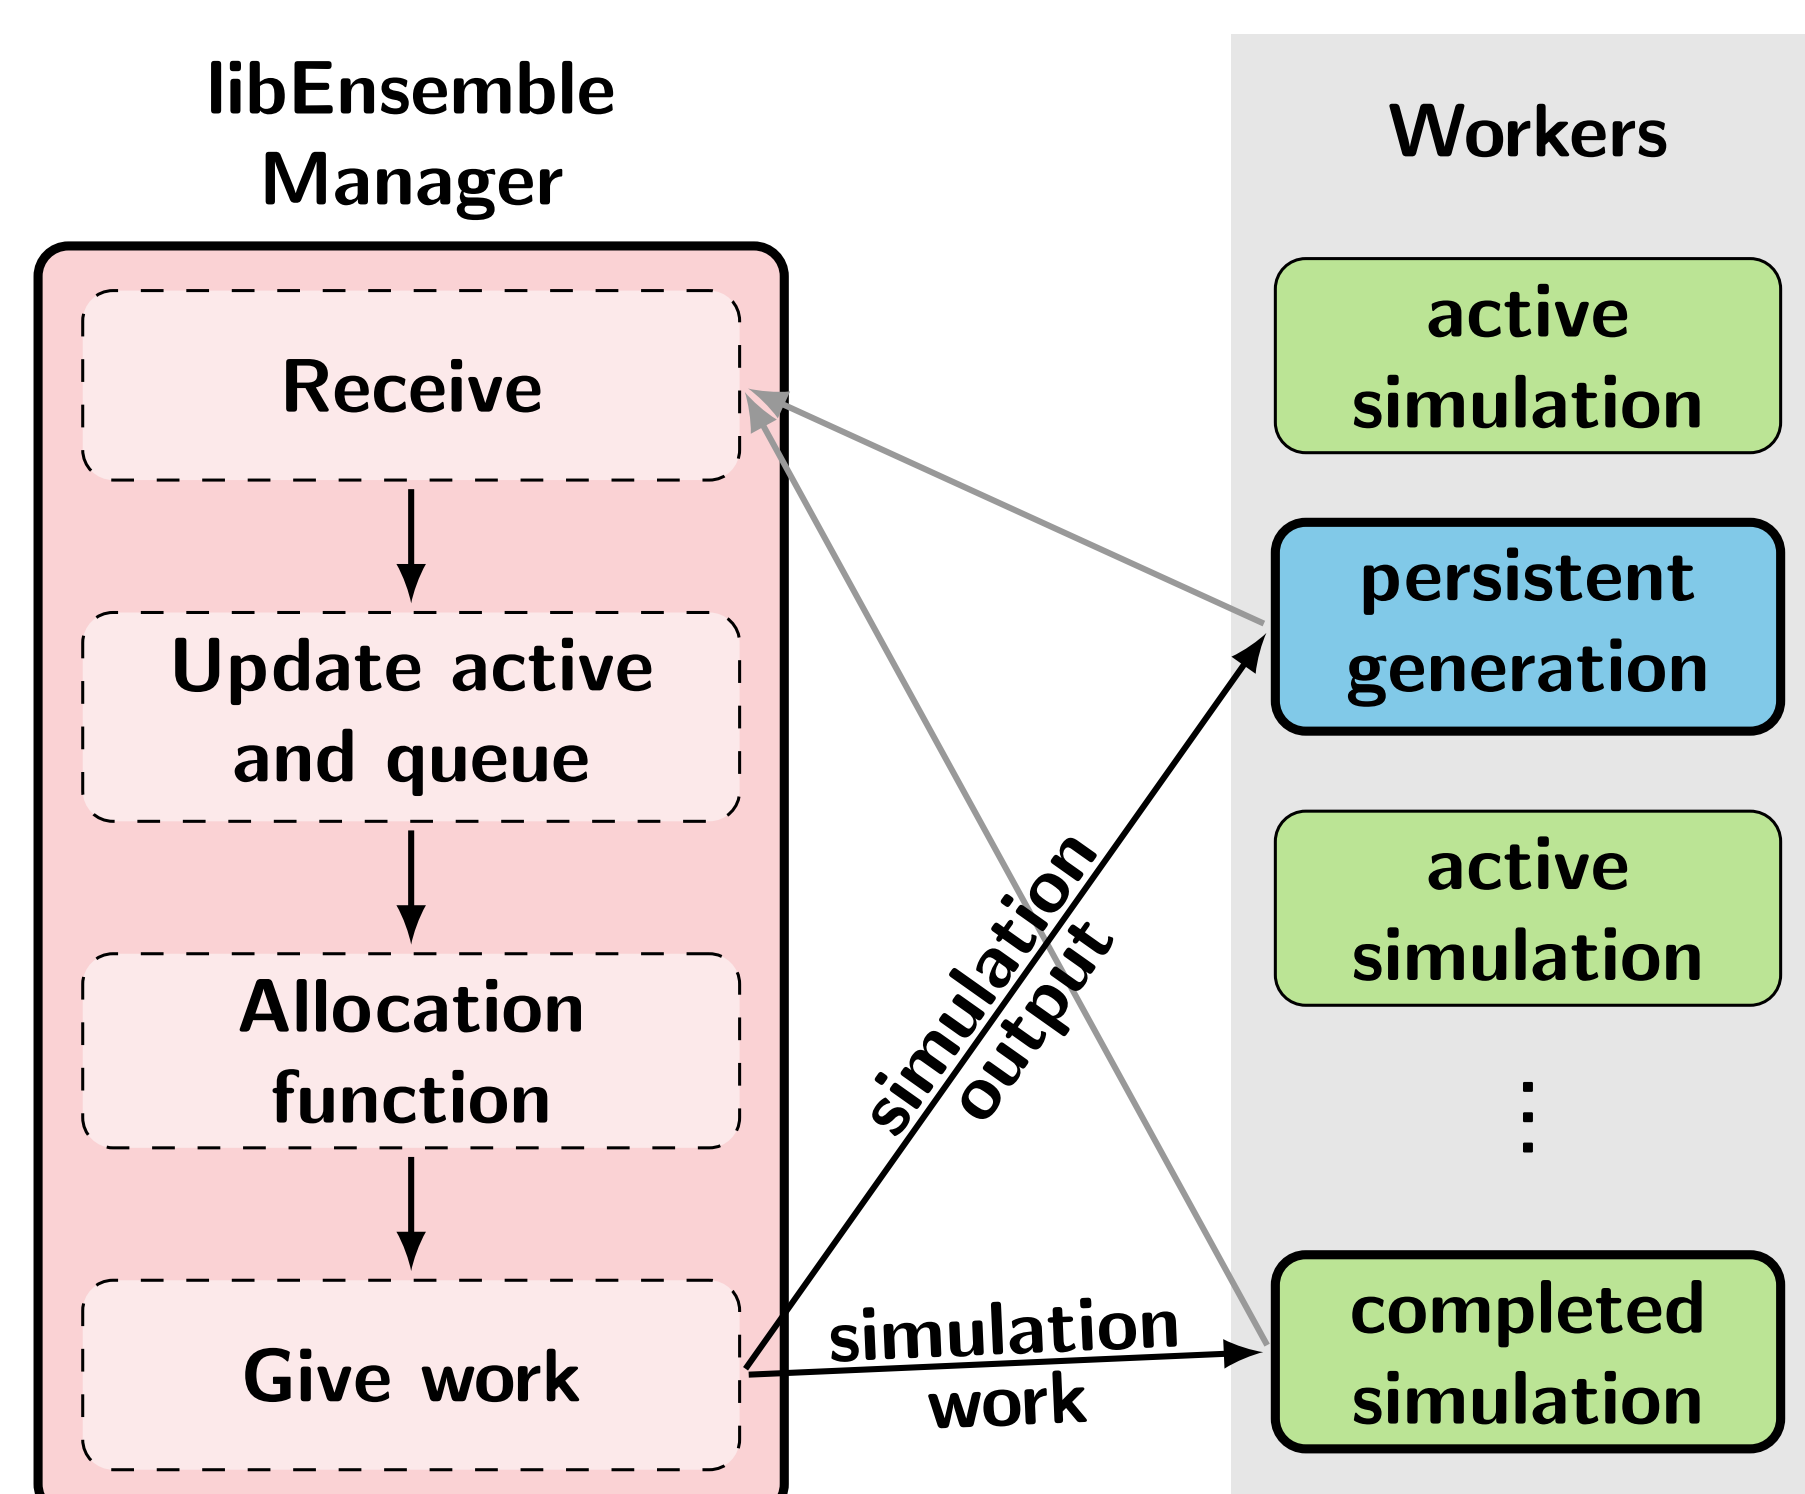 libEnsemble
Manager
Receive
Update active
and queue
Allocation
function
Give work
simulation
output
simulation
work
Workers
active
simulation
persistent
generation
active
simulation
⋮
completed
simulation